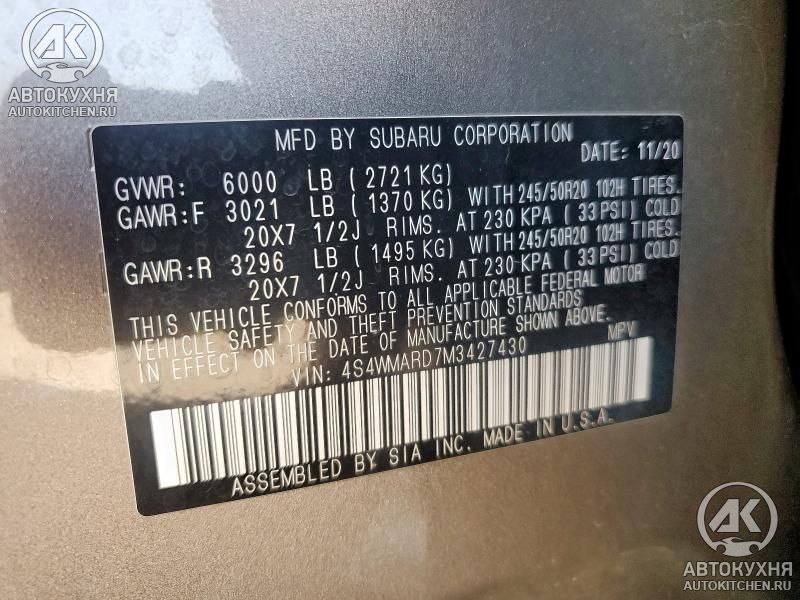 AK
АВТОКУХНЯ
AUTOKITCHEN.RU
MFD BY SUBARU CORPORATION
DATE: 11/20
GVWR: 6000 LB ( 2721 KG)
GAWR:F 3021 LB ( 1370 KG) WITH 245/50R20 102H TIRES.
20X7 1/2J RIMS. AT 230 KPA ( 33 PSI) COLD
GAWR:R 3296 LB ( 1495 KG) WITH 245/50R20 102H TIRES.
20X7 1/2J RIMS. AT 230 KPA ( 33 PSI) COLD
THIS VEHICLE CONFORMS TO ALL APPLICABLE FEDERAL MOTOR
VEHICLE SAFETY AND THEFT PREVENTION STANDARDS
IN EFFECT ON THE DATE OF MANUFACTURE SHOWN ABOVE.
VIN: 4S4WMARD7M3427430 MPV
ASSEMBLED BY SIA INC. MADE IN U.S.A.
AK
АВТОКУХНЯ
AUTOKITCHEN.RU